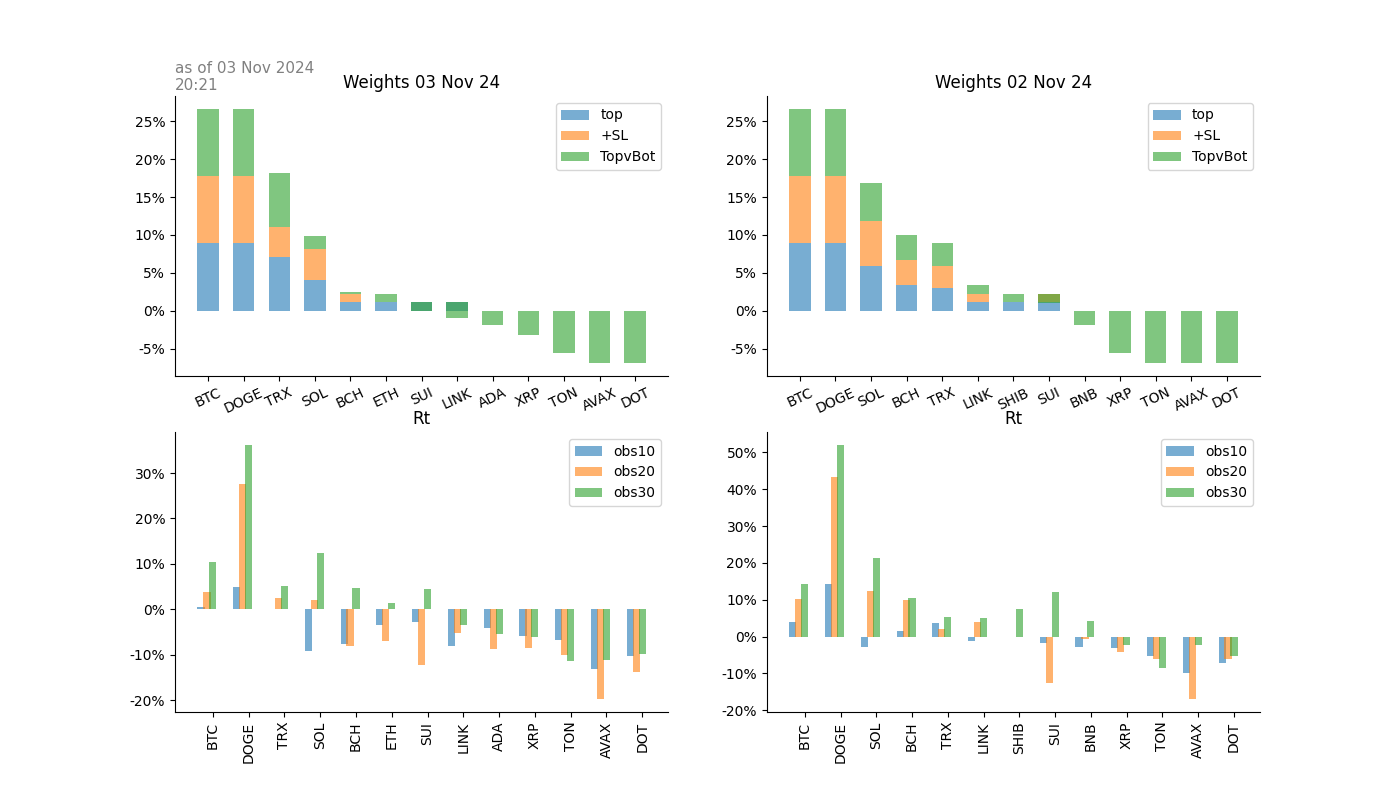 as of 03 Nov 2024
20:21
Weights 03 Nov 24
25%
20%
15%
10%
5%
0%
-5%
top
+SL
TopvBot
BTC DOGE TRX SOL BCH ETH SUI LINK ADA XRP TON AVAX DOT
Weights 02 Nov 24
25%
20%
15%
10%
5%
0%
-5%
top
+SL
TopvBot
BTC DOGE SOL BCH TRX LINK SHIB SUI BNB XRP TON AVAX DOT
Rt
30%
20%
10%
0%
-10%
-20%
obs10
obs20
obs30
BTC DOGE TRX SOL BCH ETH SUI LINK ADA XRP TON AVAX DOT
Rt
50%
40%
30%
20%
10%
0%
-10%
-20%
obs10
obs20
obs30
BTC DOGE SOL BCH TRX LINK SHIB SUI BNB XRP TON AVAX DOT